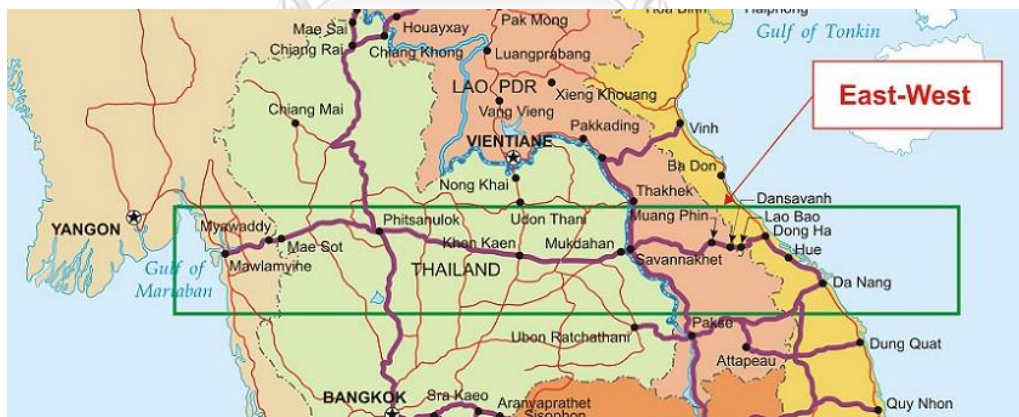 Hoa Binh
Haiphong
Pak Mong
Houayxay
Mae Sai
Gulf of Tonkin
Chiang Rai
Chiang Khong
Luangprabang
LAO PDR
Xieng Khouang
East-West
Chiang Mai
Vang Vieng
Pakkading
Vinh
VIENTIANE
Ba Don
Nong Khai
Thakhek
Dansavanh
Phitsanulok
Udon Thani
Muang Phin
Lao Bao
YANGON
Myawaddy
Dong Ha
Mae Sot
Khon Kaen
Mukdahan
Hue
Savannakhet
Mawlamyine
Gulf of
Martaban
THAILAND
Da Nang
Ubon Ratchathani
Pakse
Dung Quat
Attapeau
BANGKOK
Sra Kaeo
Aranyaprathet
Sisophon
Quy Nhon